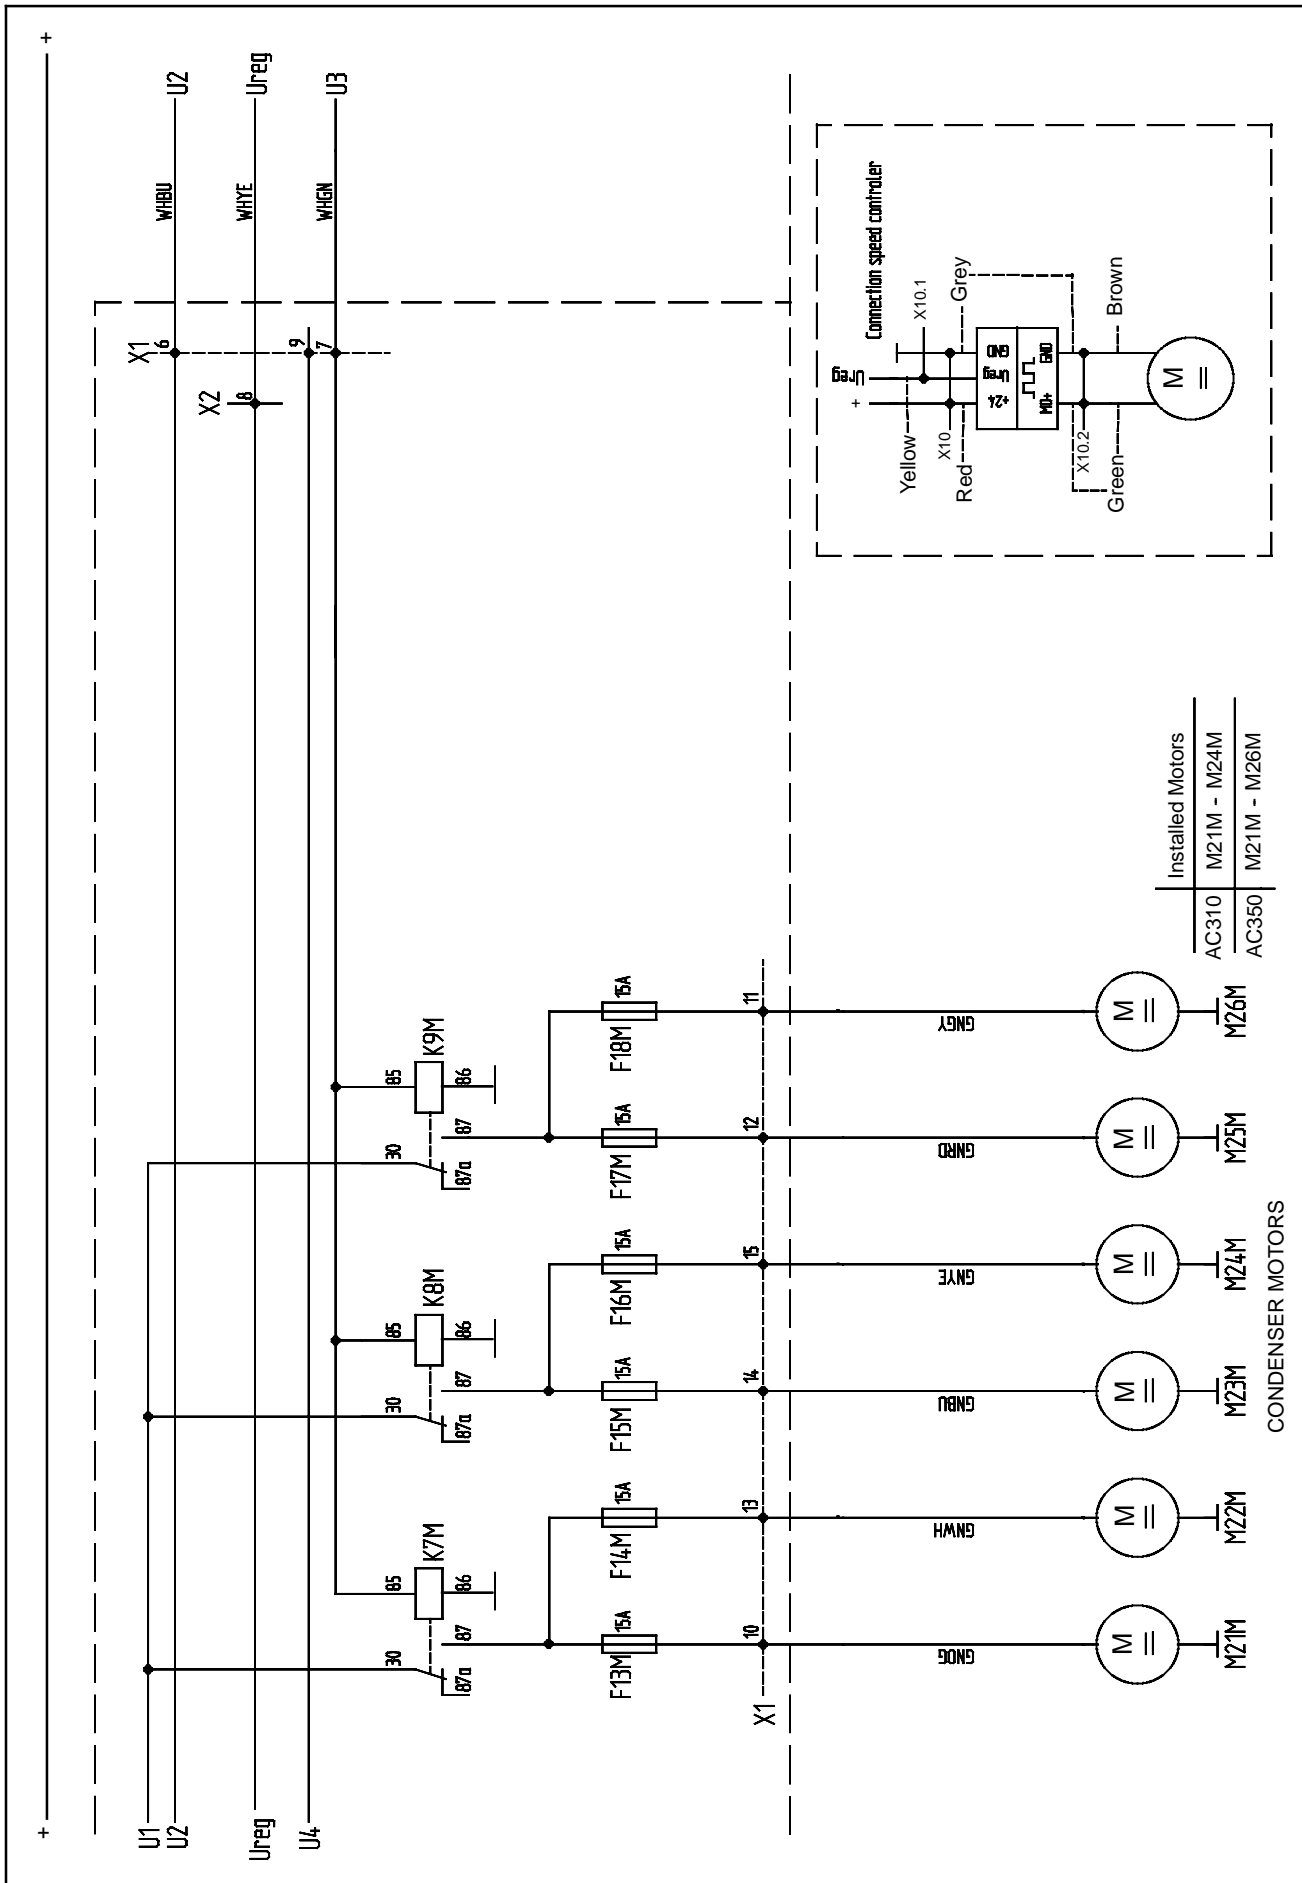 + +
U1
U2 WHBU U2
Ureg WHYE Ureg
U4
WHGN U3
X1 6 9 7
X2 8
30 85 30 85 30 85
K7M K8M K9M
87a 87 86 87a 87 86 87a 87 86
15A 15A 15A 15A 15A 15A
F13M F14M F15M F16M F17M F18M
X1 10 13 14 15 12 11
GNOG GNWH GNBU GNYE GNRD GNGY
M M M M M M
M21M M22M M23M M24M M25M M26M
CONDENSER MOTORS
Installed Motors
AC310 M21M - M24M
AC350 M21M - M26M
Connection speed controler
+ Ureg
Yellow X10.1
X10 Grey
Red
+24 Ureg GND
MO+ GND
X10.2
Green Brown
M